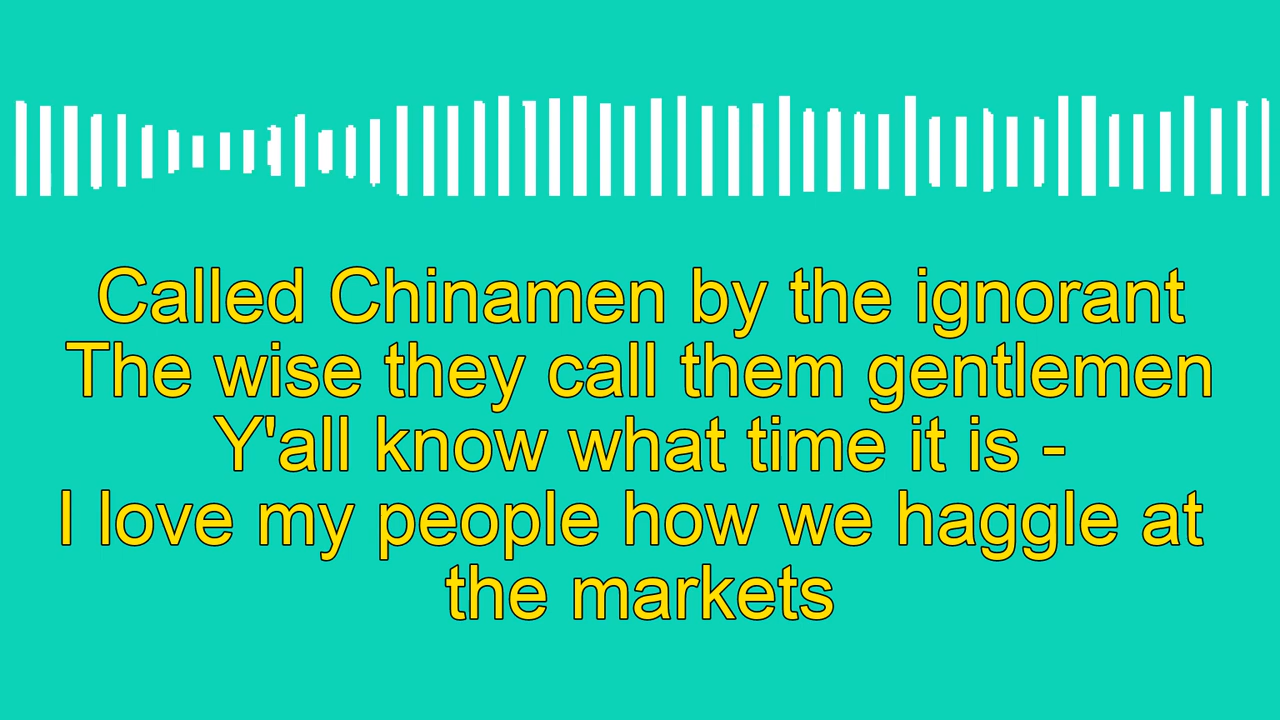 Called Chinamen by the ignorant
The wise they call them gentlemen
Y'all know what time it is -
I love my people how we haggle at
the markets